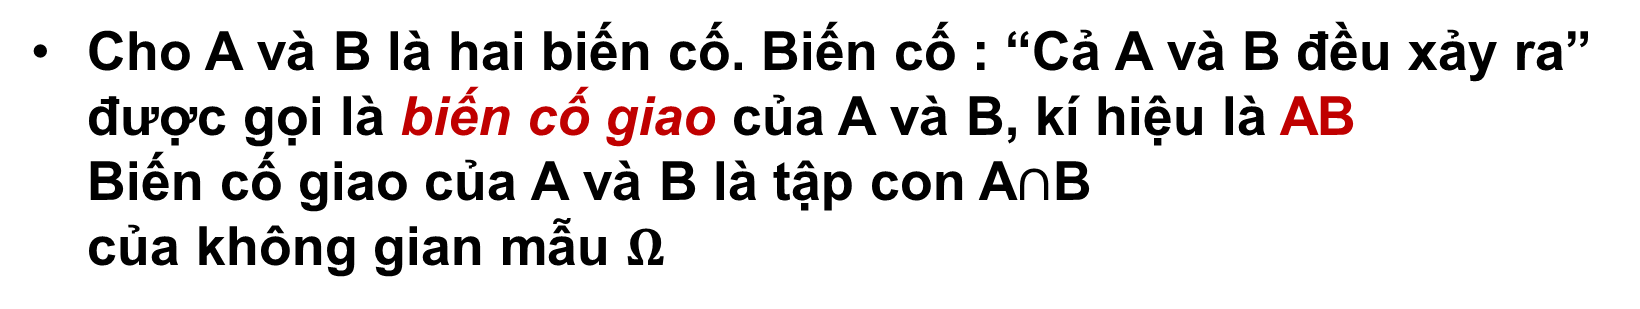 • Cho A và B là hai biến cố. Biến cố : “Cả A và B đều xảy ra”
được gọi là biến cố giao của A và B, kí hiệu là AB
Biến cố giao của A và B là tập con A∩B
của không gian mẫu Ω